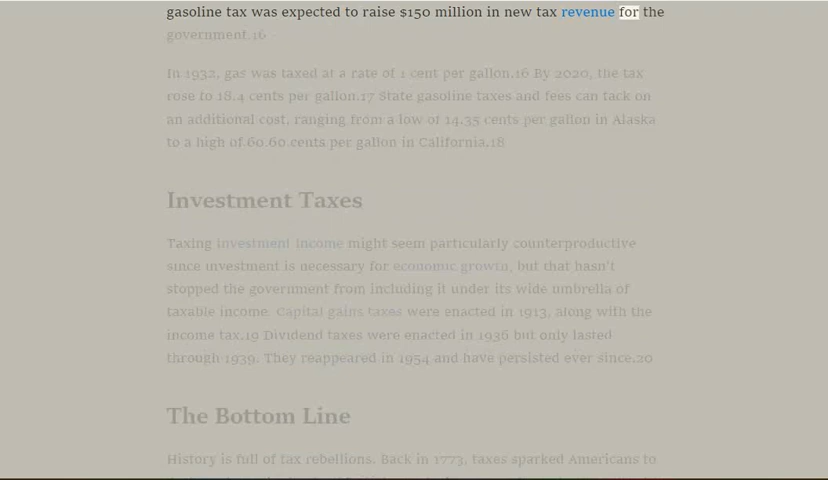 gasoline tax was expected to raise $150 million in new tax revenue for the
government.16
In 1932, gas was taxed at a rate of 1 cent per gallon.16 By 2020, the tax
rose to 18.4 cents per gallon.17 State gasoline taxes and fees can tack on
an additional cost, ranging from a low of 14.35 cents per gallon in Alaska
to a high of 60.60 cents per gallon in California.18
Investment Taxes
Taxing investment income might seem particularly counterproductive
since investment is necessary for economic growth, but that hasn't
stopped the government from including it under its wide umbrella of
taxable income. Capital gains taxes were enacted in 1913, along with the
income tax.19 Dividend taxes were enacted in 1936 but only lasted
through 1939. They reappeared in 1954 and have persisted ever since.20
The Bottom Line
History is full of tax rebellions. Back in 1773, taxes sparked Americans to